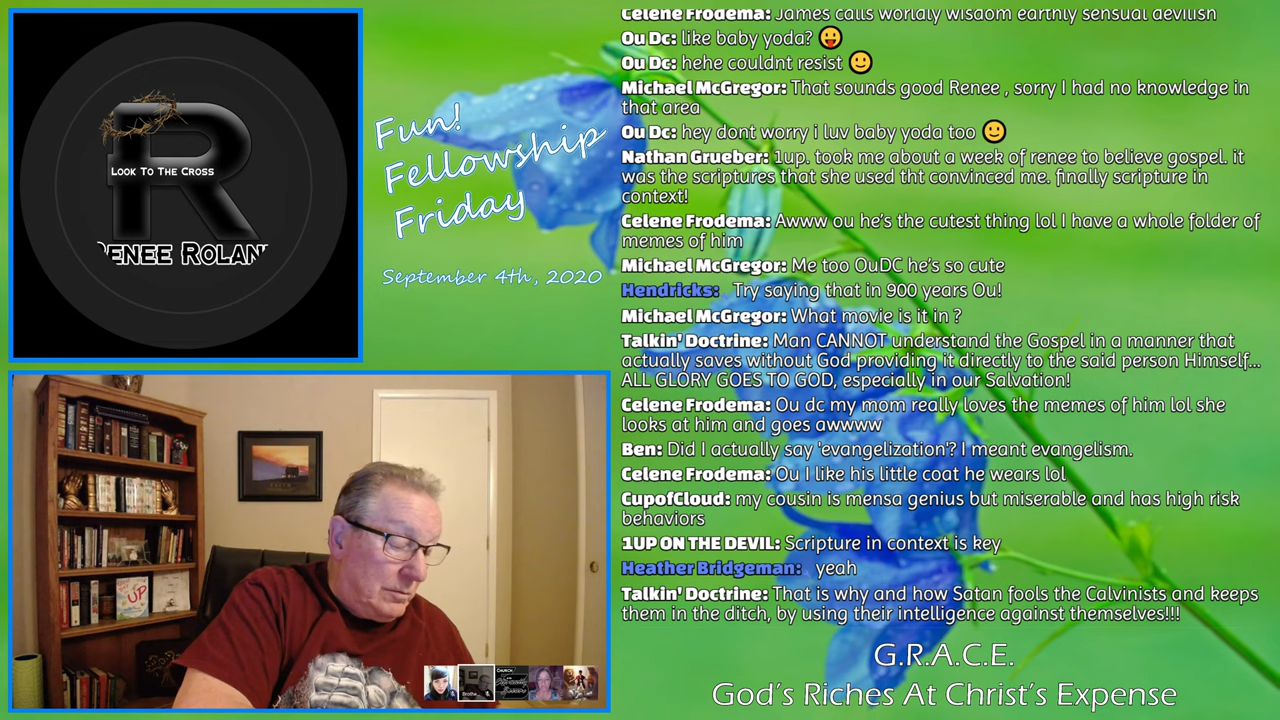 Look To The Cross
RENEE ROLAN
Fun!
Fellowship
Friday
September 4th, 2020
Celene Frodema: James calls worldly wisdom earthly sensual devilish
Ou Dc: like baby yoda? 😛
Ou Dc: hehe couldnt resist 🙂
Michael McGregor: That sounds good Renee , sorry I had no knowledge in
that area
Ou Dc: hey dont worry i luv baby yoda too 🙂
Nathan Grueber: 1up. took me about a week of renee to believe gospel. it
was the scriptures that she used tht convinced me. finally scripture in
context!
Celene Frodema: Awww ou he's the cutest thing lol I have a whole folder of
memes of him
Michael McGregor: Me too OuDC he's so cute
Hendricks: Try saying that in 900 years Ou!
Michael McGregor: What movie is it in ?
Talkin' Doctrine: Man CANNOT understand the Gospel in a manner that
actually saves without God providing it directly to the said person Himself...
ALL GLORY GOES TO GOD, especially in our Salvation!
Celene Frodema: Ou dc my mom really loves the memes of him lol she
looks at him and goes awwww
Ben: Did I actually say 'evangelization'? I meant evangelism.
Celene Frodema: Ou I like his little coat he wears lol
CupofCloud: my cousin is mensa genius but miserable and has high risk
behaviors
1UP ON THE DEVIL: Scripture in context is key
Heather Bridgeman: yeah
Talkin' Doctrine: That is why and how Satan fools the Calvinists and keeps
them in the ditch, by using their intelligence against themselves!!!
G.R.A.C.E.
God's Riches At Christ's Expense
UP